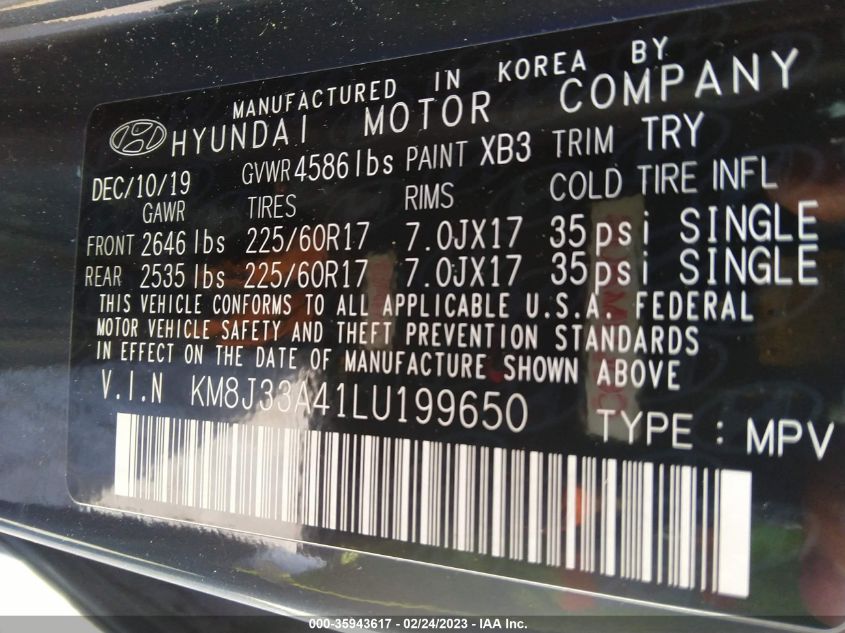 MANUFACTURED IN KOREA BY
HYUNDAI MOTOR COMPANY
DEC/10/19 GVWR 4586 lbs PAINT XB3 TRIM TRY
GAWR TIRES RIMS COLD TIRE INFL
FRONT 2646 lbs 225/60R17 7.0JX17 35psi SINGLE
REAR 2535 lbs 225/60R17 7.0JX17 35psi SINGLE
THIS VEHICLE CONFORMS TO ALL APPLICABLE U.S.A. FEDERAL
MOTOR VEHICLE SAFETY AND THEFT PREVENTION STANDARDS
IN EFFECT ON THE DATE OF MANUFACTURE SHOWN ABOVE
V.I.N KM8J33A41LU199650 TYPE : MPV
000-35943617 - 02/24/2023 - © IAA Inc.